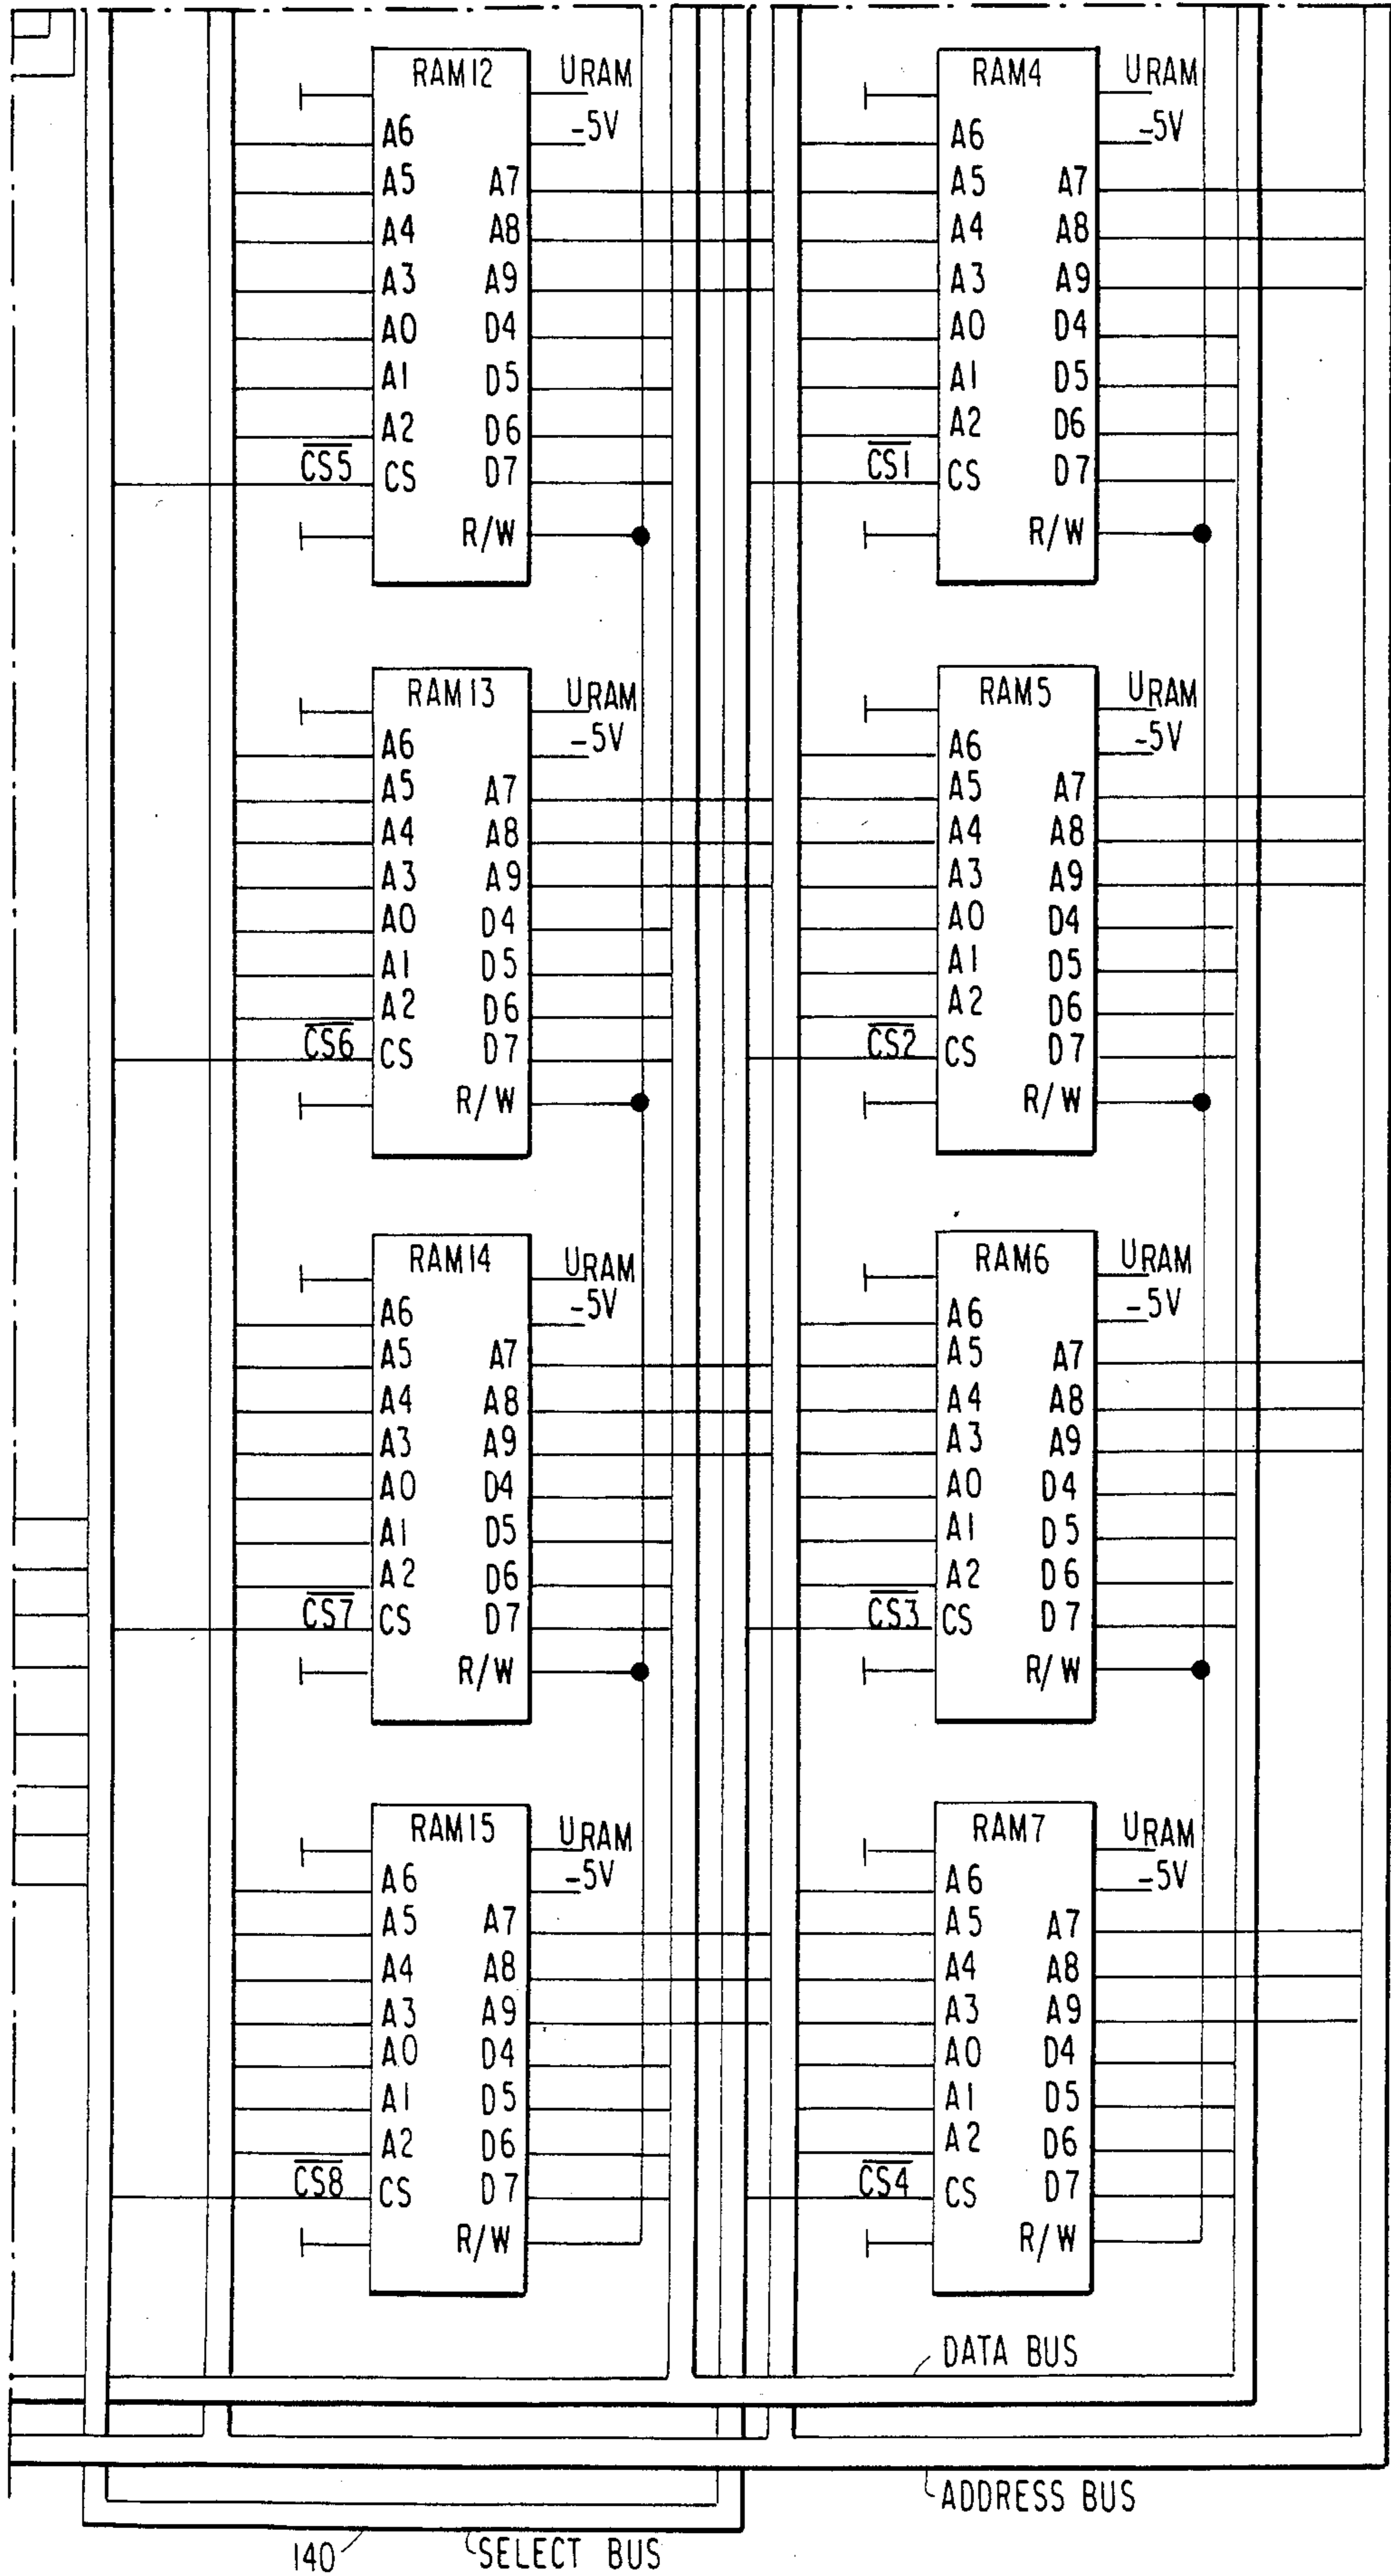 RAM12 URAM
-5V
A6
A5 A7
A4 A8
A3 A9
A0 D4
A1 D5
A2 D6
CS5 CS D7
R/W
RAM4 URAM
-5V
A6
A5 A7
A4 A8
A3 A9
A0 D4
A1 D5
A2 D6
CS1 CS D7
R/W
RAM13 URAM
-5V
A6
A5 A7
A4 A8
A3 A9
A0 D4
A1 D5
A2 D6
CS6 CS D7
R/W
RAM5 URAM
-5V
A6
A5 A7
A4 A8
A3 A9
A0 D4
A1 D5
A2 D6
CS2 CS D7
R/W
RAM14 URAM
-5V
A6
A5 A7
A4 A8
A3 A9
A0 D4
A1 D5
A2 D6
CS7 CS D7
R/W
RAM6 URAM
-5V
A6
A5 A7
A4 A8
A3 A9
A0 D4
A1 D5
A2 D6
CS3 CS D7
R/W
RAM15 URAM
-5V
A6
A5 A7
A4 A8
A3 A9
A0 D4
A1 D5
A2 D6
CS8 CS D7
R/W
RAM7 URAM
-5V
A6
A5 A7
A4 A8
A3 A9
A0 D4
A1 D5
A2 D6
CS4 CS D7
R/W
DATA BUS
ADDRESS BUS
140 SELECT BUS